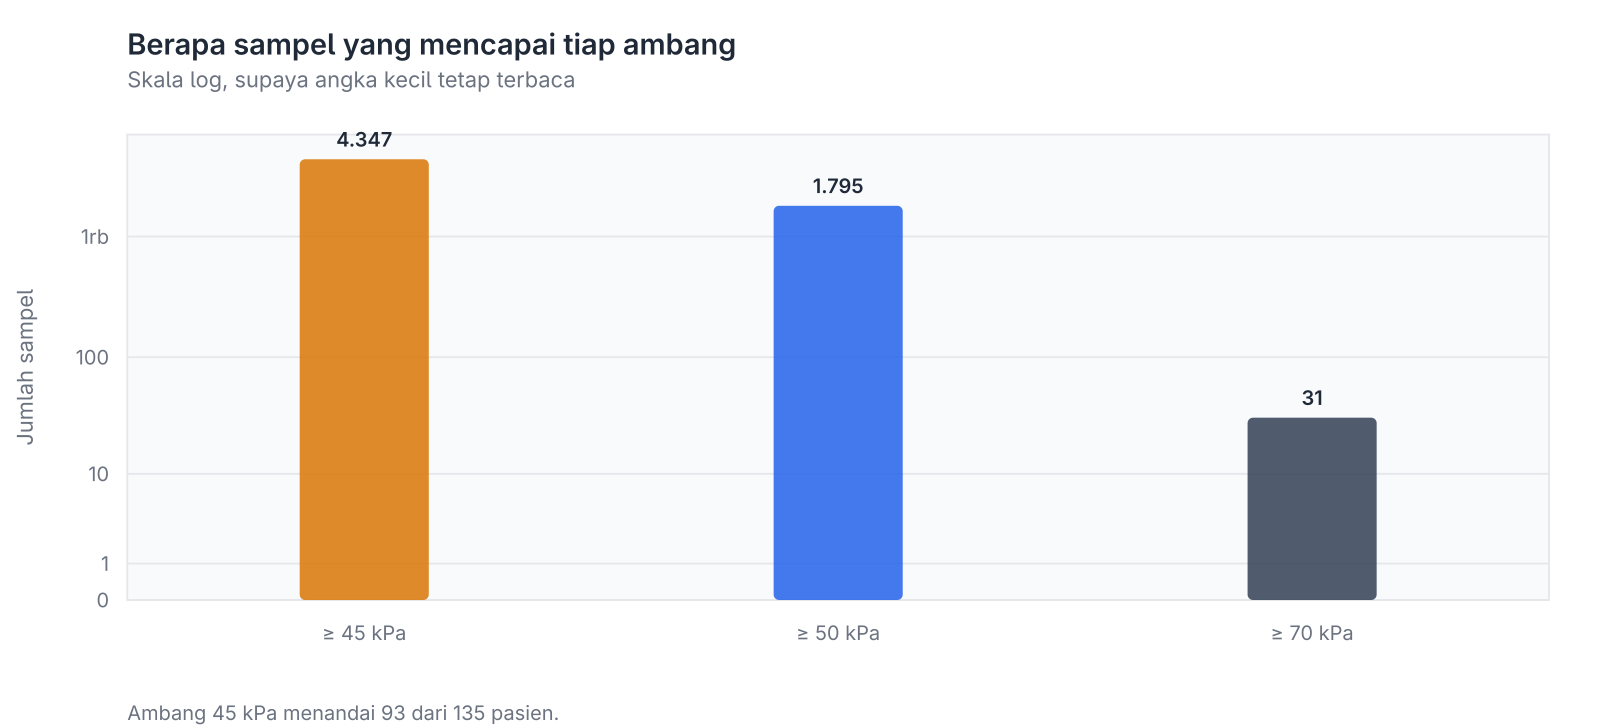 Berapa sampel yang mencapai tiap ambang
Skala log, supaya angka kecil tetap terbaca
4.347
1.795
31
1rb
100
10
1
0
Jumlah sampel
≥ 45 kPa
≥ 50 kPa
≥ 70 kPa
Ambang 45 kPa menandai 93 dari 135 pasien.